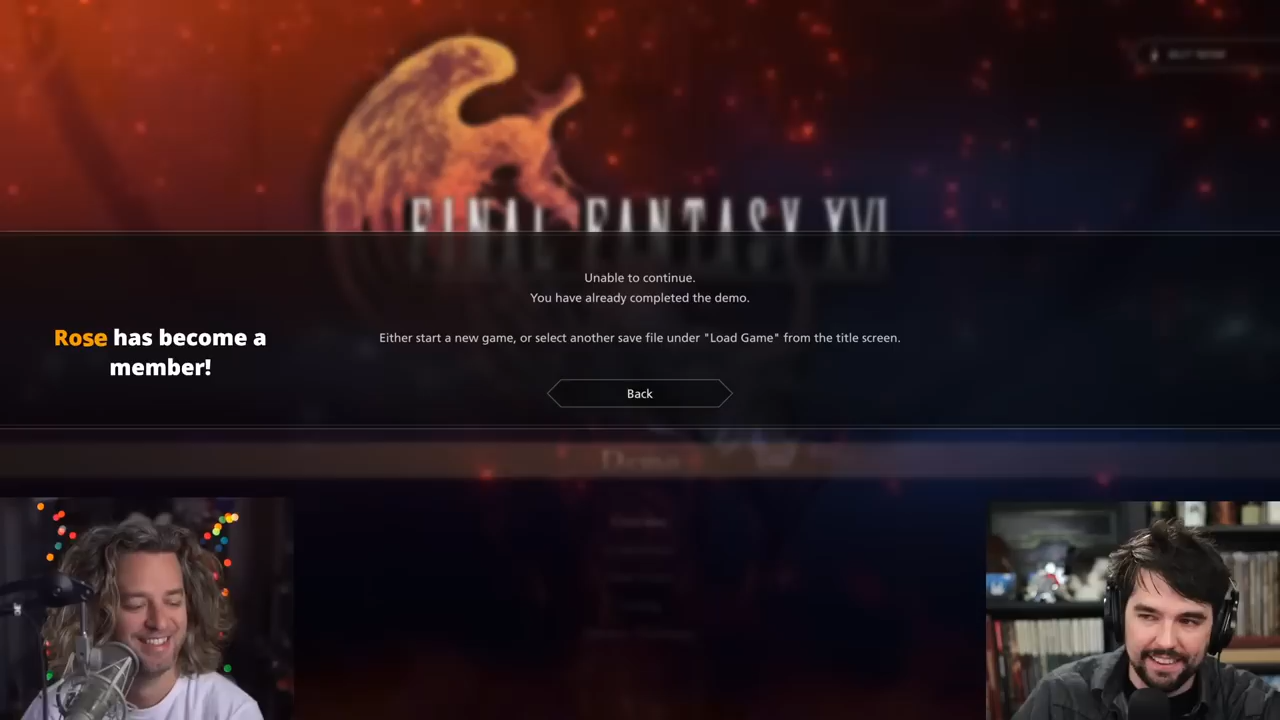 FINAL FANTASY XVI
Unable to continue.
You have already completed the demo.
Either start a new game, or select another save file under "Load Game" from the title screen.
Rose has become a
member!
Back
Demo